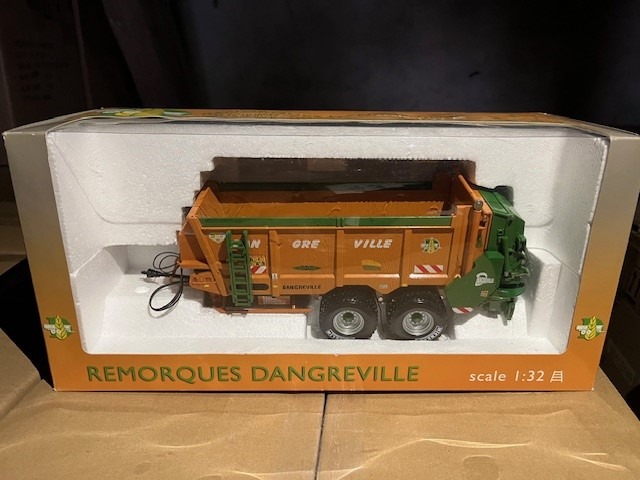 AN GRE VILLE
DANGREVILLE
REMORQUES DANGREVILLE
scale 1:32